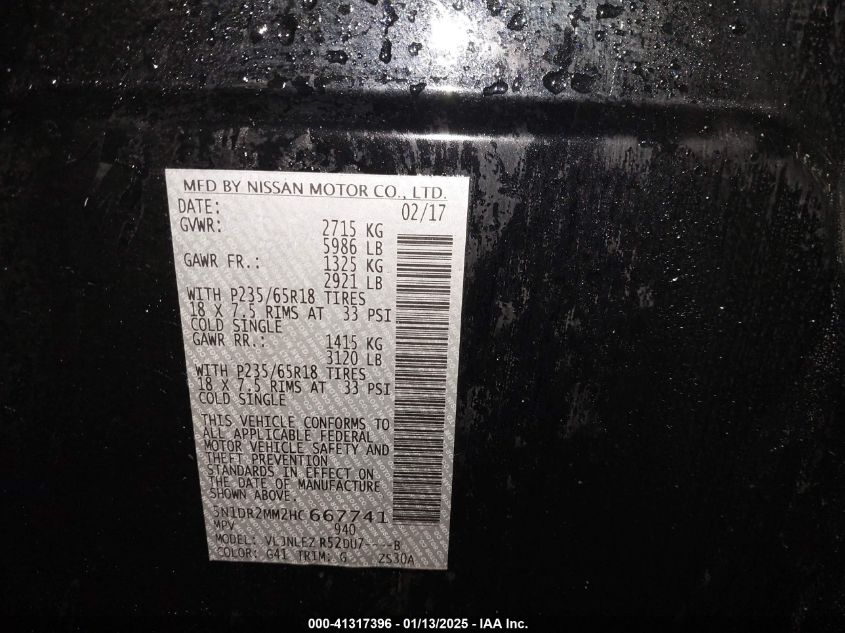 MFD BY NISSAN MOTOR CO., LTD.
DATE: 02/17
GVWR: 2715 KG
5986 LB
GAWR FR.: 1325 KG
2921 LB
WITH P235/65R18 TIRES
18 X 7.5 RIMS AT 33 PSI
COLD SINGLE
GAWR RR.: 1415 KG
3120 LB
WITH P235/65R18 TIRES
18 X 7.5 RIMS AT 33 PSI
COLD SINGLE
THIS VEHICLE CONFORMS TO
ALL APPLICABLE FEDERAL
MOTOR VEHICLE SAFETY AND
THEFT PREVENTION
STANDARDS IN EFFECT ON
THE DATE OF MANUFACTURE
SHOWN ABOVE.
5N1DR2MM2HC667741
MPV 940
MODEL: VLJNLEZ R52DU7----B
COLOR: G41 TRIM: G ZS30A
000-41317396 - 01/13/2025 - IAA Inc.